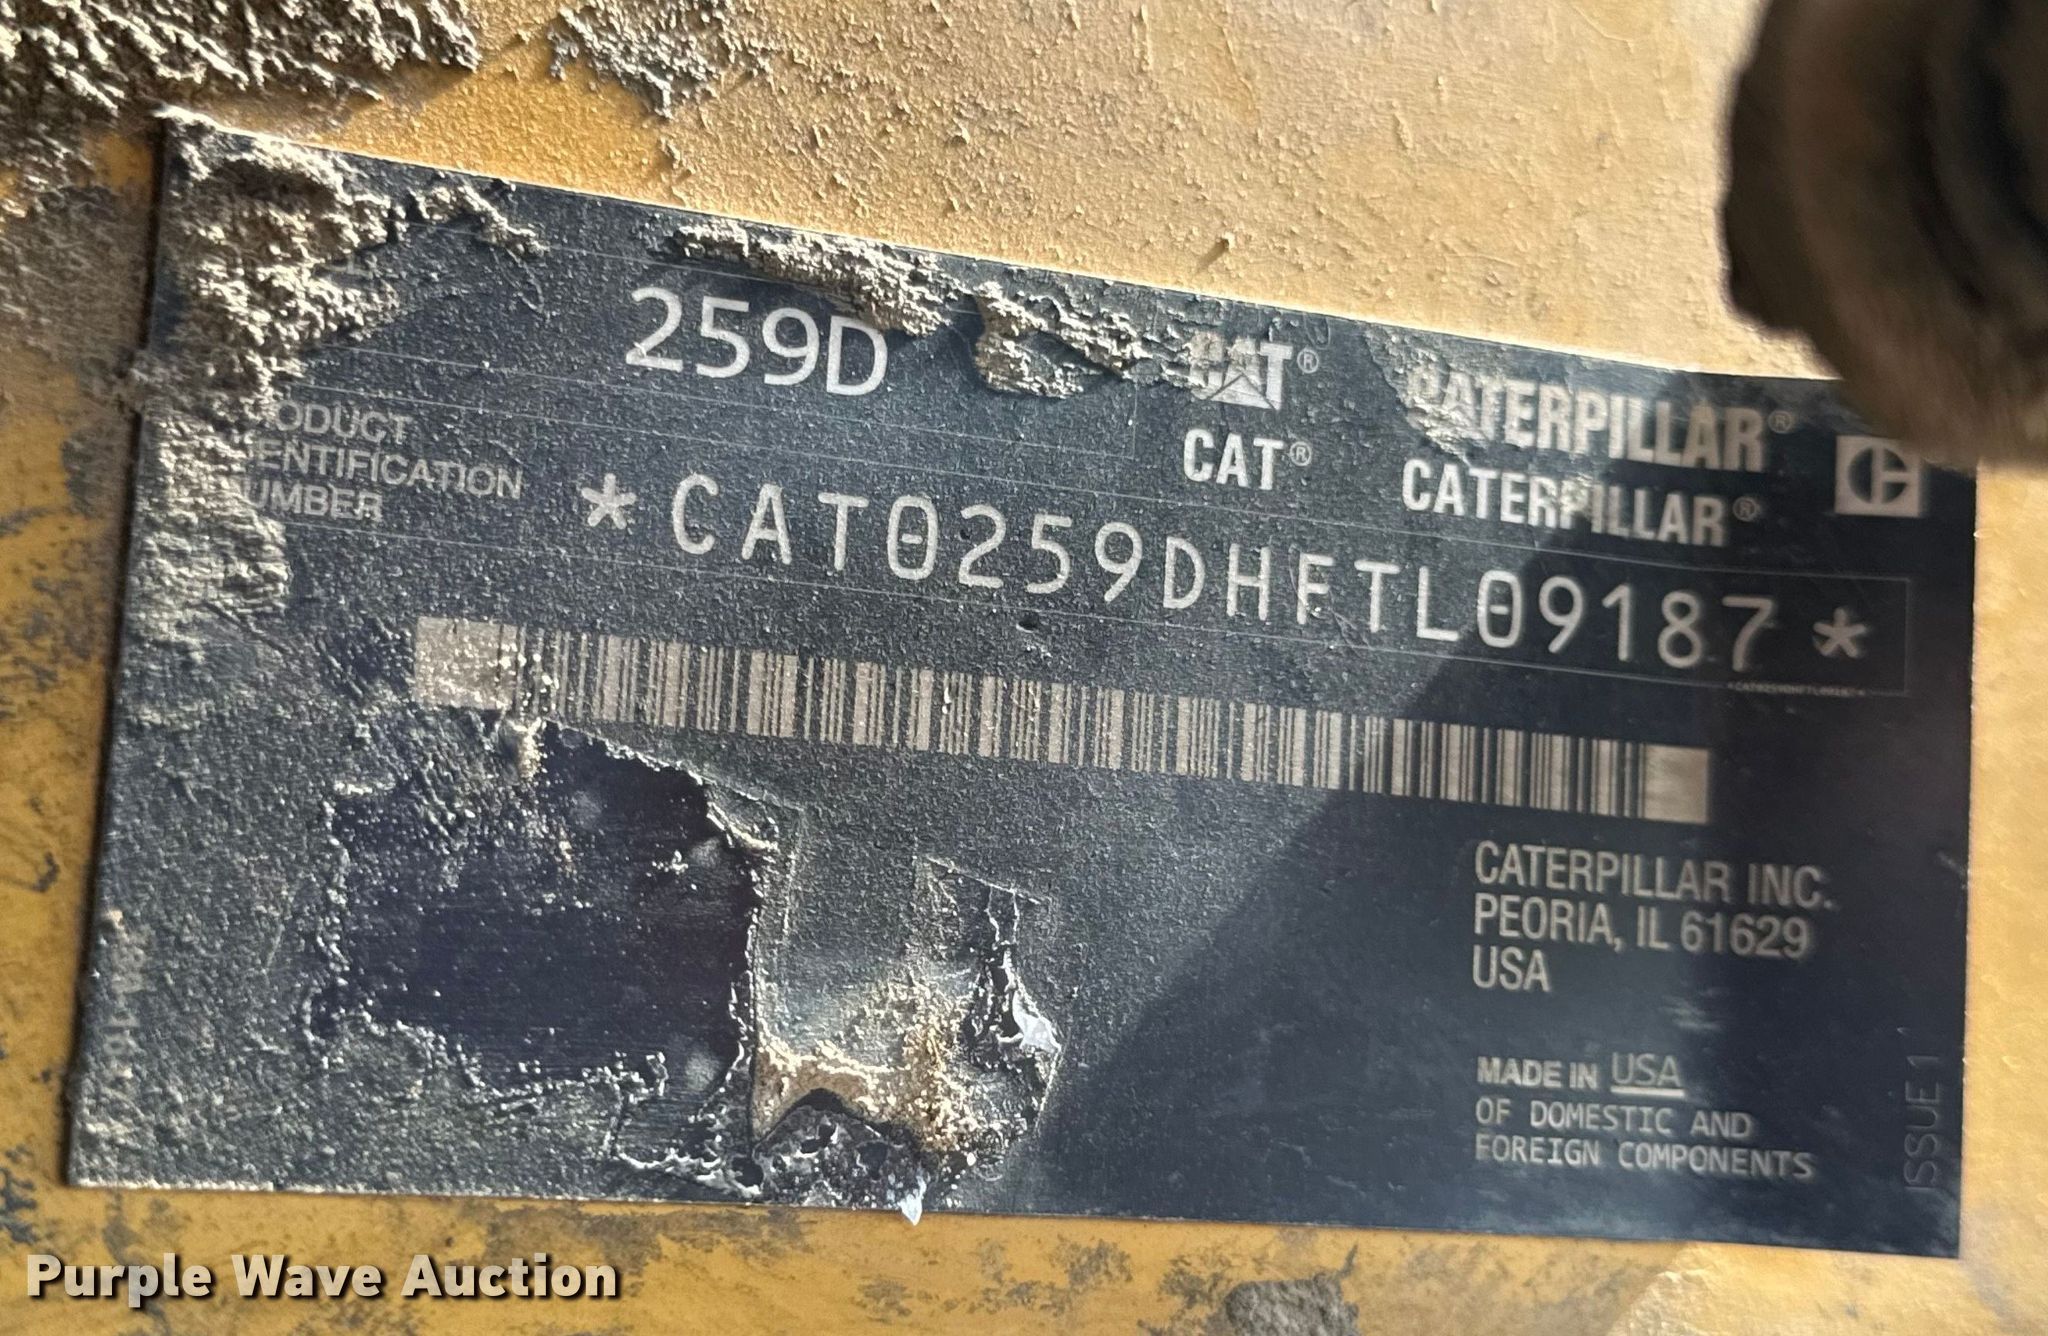 259D
CAT® CATERPILLAR®
CAT® CATERPILLAR®
PRODUCT
IDENTIFICATION
NUMBER
*CAT0259DHFTL09187*
*CAT0259DHFTL09187*
CATERPILLAR INC.
PEORIA, IL 61629
USA
MADE IN USA
OF DOMESTIC AND
FOREIGN COMPONENTS
ISSUE 1
Purple Wave Auction